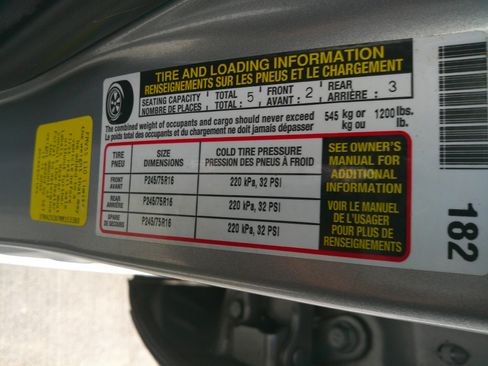 TIRE AND LOADING INFORMATION
RENSEIGNEMENTS SUR LES PNEUS ET LE CHARGEMENT
SEATING CAPACITY TOTAL 5 FRONT 2 REAR 3
NOMBRE DE PLACES TOTAL : AVANT : ARRIÈRE :
The combined weight of occupants and cargo should never exceed 545 kg or 1200 lbs.
Le poids total des occupants et du chargement ne doit jamais dépasser kg ou lb.
TIRE SIZE COLD TIRE PRESSURE
PNEU DIMENSIONS PRESSION DES PNEUS À FROID
FRONT
AVANT P245/75R16 220 kPa, 32 PSI
REAR
ARRIÈRE P245/75R16 220 kPa, 32 PSI
SPARE
DE SECOURS P245/75R16 220 kPa, 32 PSI
SEE OWNER'S
MANUAL FOR
ADDITIONAL
INFORMATION
VOIR LE MANUEL
DE L'USAGER
POUR PLUS DE
RENSEIGNEMENTS
182